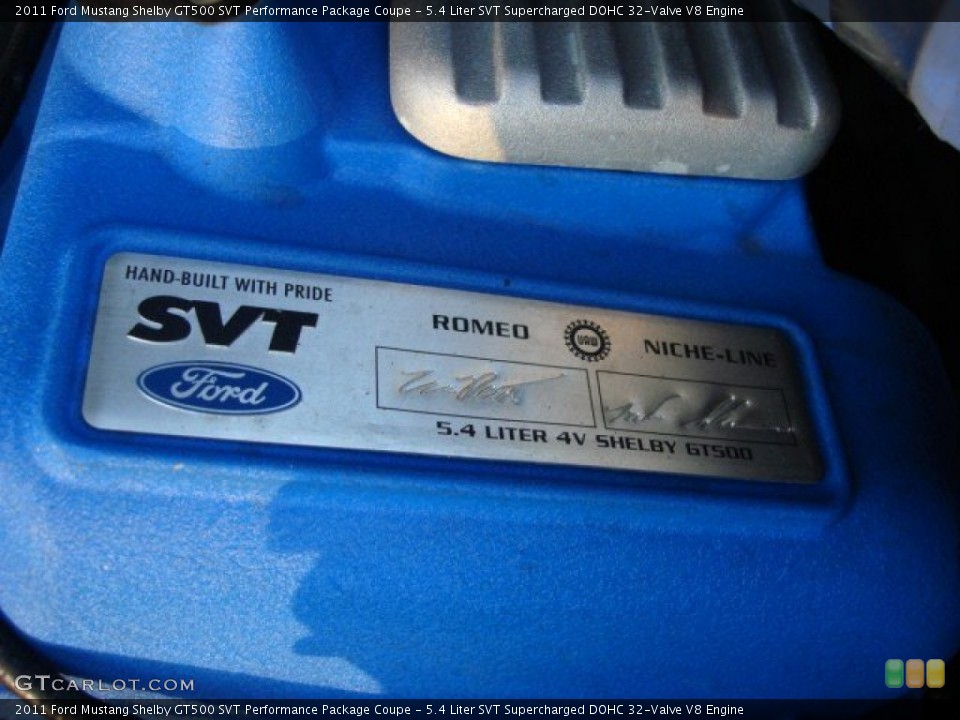 2011 Ford Mustang Shelby GT500 SVT Performance Package Coupe - 5.4 Liter SVT Supercharged DOHC 32-Valve V8 Engine
HAND-BUILT WITH PRIDE
SVT
Ford
ROMEO
UAW
NICHE-LINE
5.4 LITER 4V SHELBY GT500
GTCARLOT.COM
2011 Ford Mustang Shelby GT500 SVT Performance Package Coupe - 5.4 Liter SVT Supercharged DOHC 32-Valve V8 Engine